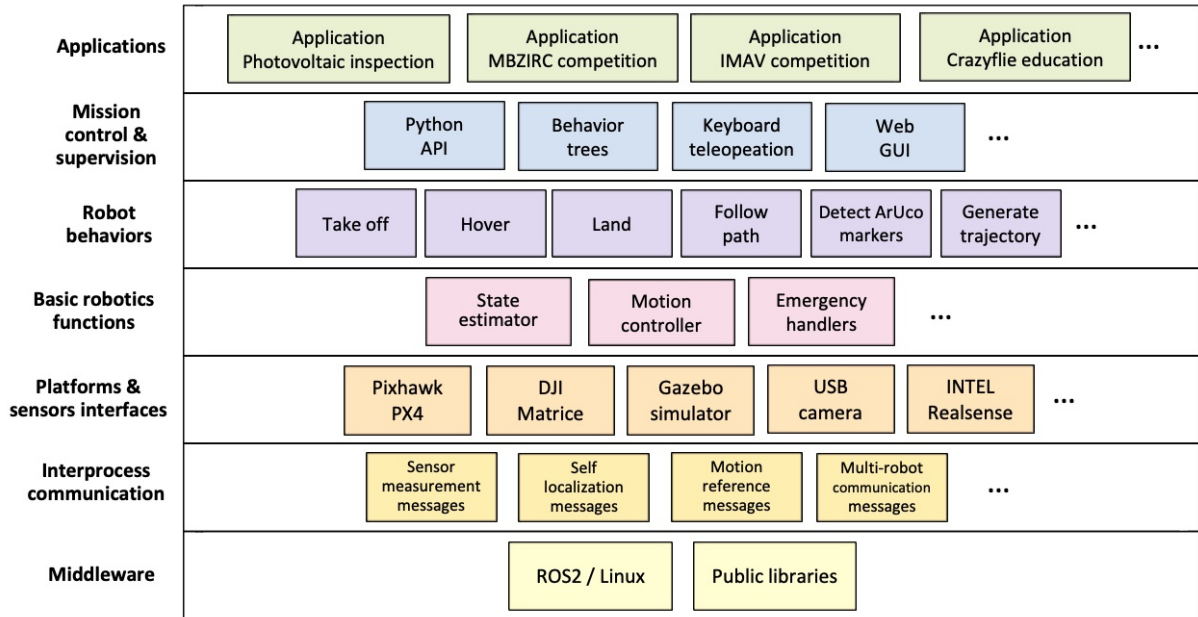 Applications
Application
Photovoltaic inspection
Application
MBZIRC competition
Application
IMAV competition
Application
Crazyflie education
...
Mission
control &
supervision
Python
API
Behavior
trees
Keyboard
teleopeation
Web
GUI
...
Robot
behaviors
Take off
Hover
Land
Follow
path
Detect ArUco
markers
Generate
trajectory
...
Basic robotics
functions
State
estimator
Motion
controller
Emergency
handlers
...
Platforms &
sensors interfaces
Pixhawk
PX4
DJI
Matrice
Gazebo
simulator
USB
camera
INTEL
Realsense
...
Interprocess
communication
Sensor
measurement
messages
Self
localization
messages
Motion
reference
messages
Multi-robot
communication
messages
...
Middleware
ROS2 / Linux
Public libraries